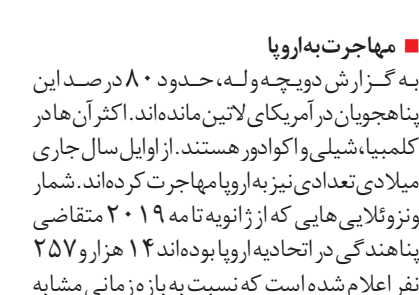 ■ مهاجرت به اروپا
به گزارش دویچه وله، حدود ۸۰ درصد این
پناهجویان در آمریکای لاتین مانده‌اند. اکثر آن‌ها در
کلمبیا، شیلی و اکوادور هستند. از اوایل سال جاری
میلادی تعدادی نیز به اروپا مهاجرت کرده‌اند. شمار
ونزوئلایی هایی که از ژانویه تا مه ۲۰۱۹ متقاضی
پناهندگی در اتحادیه اروپا بوده‌اند ۱۴ هزار و ۲۵۷
نفر اعلام شده است که نسبت به بازه زمانی مشابه